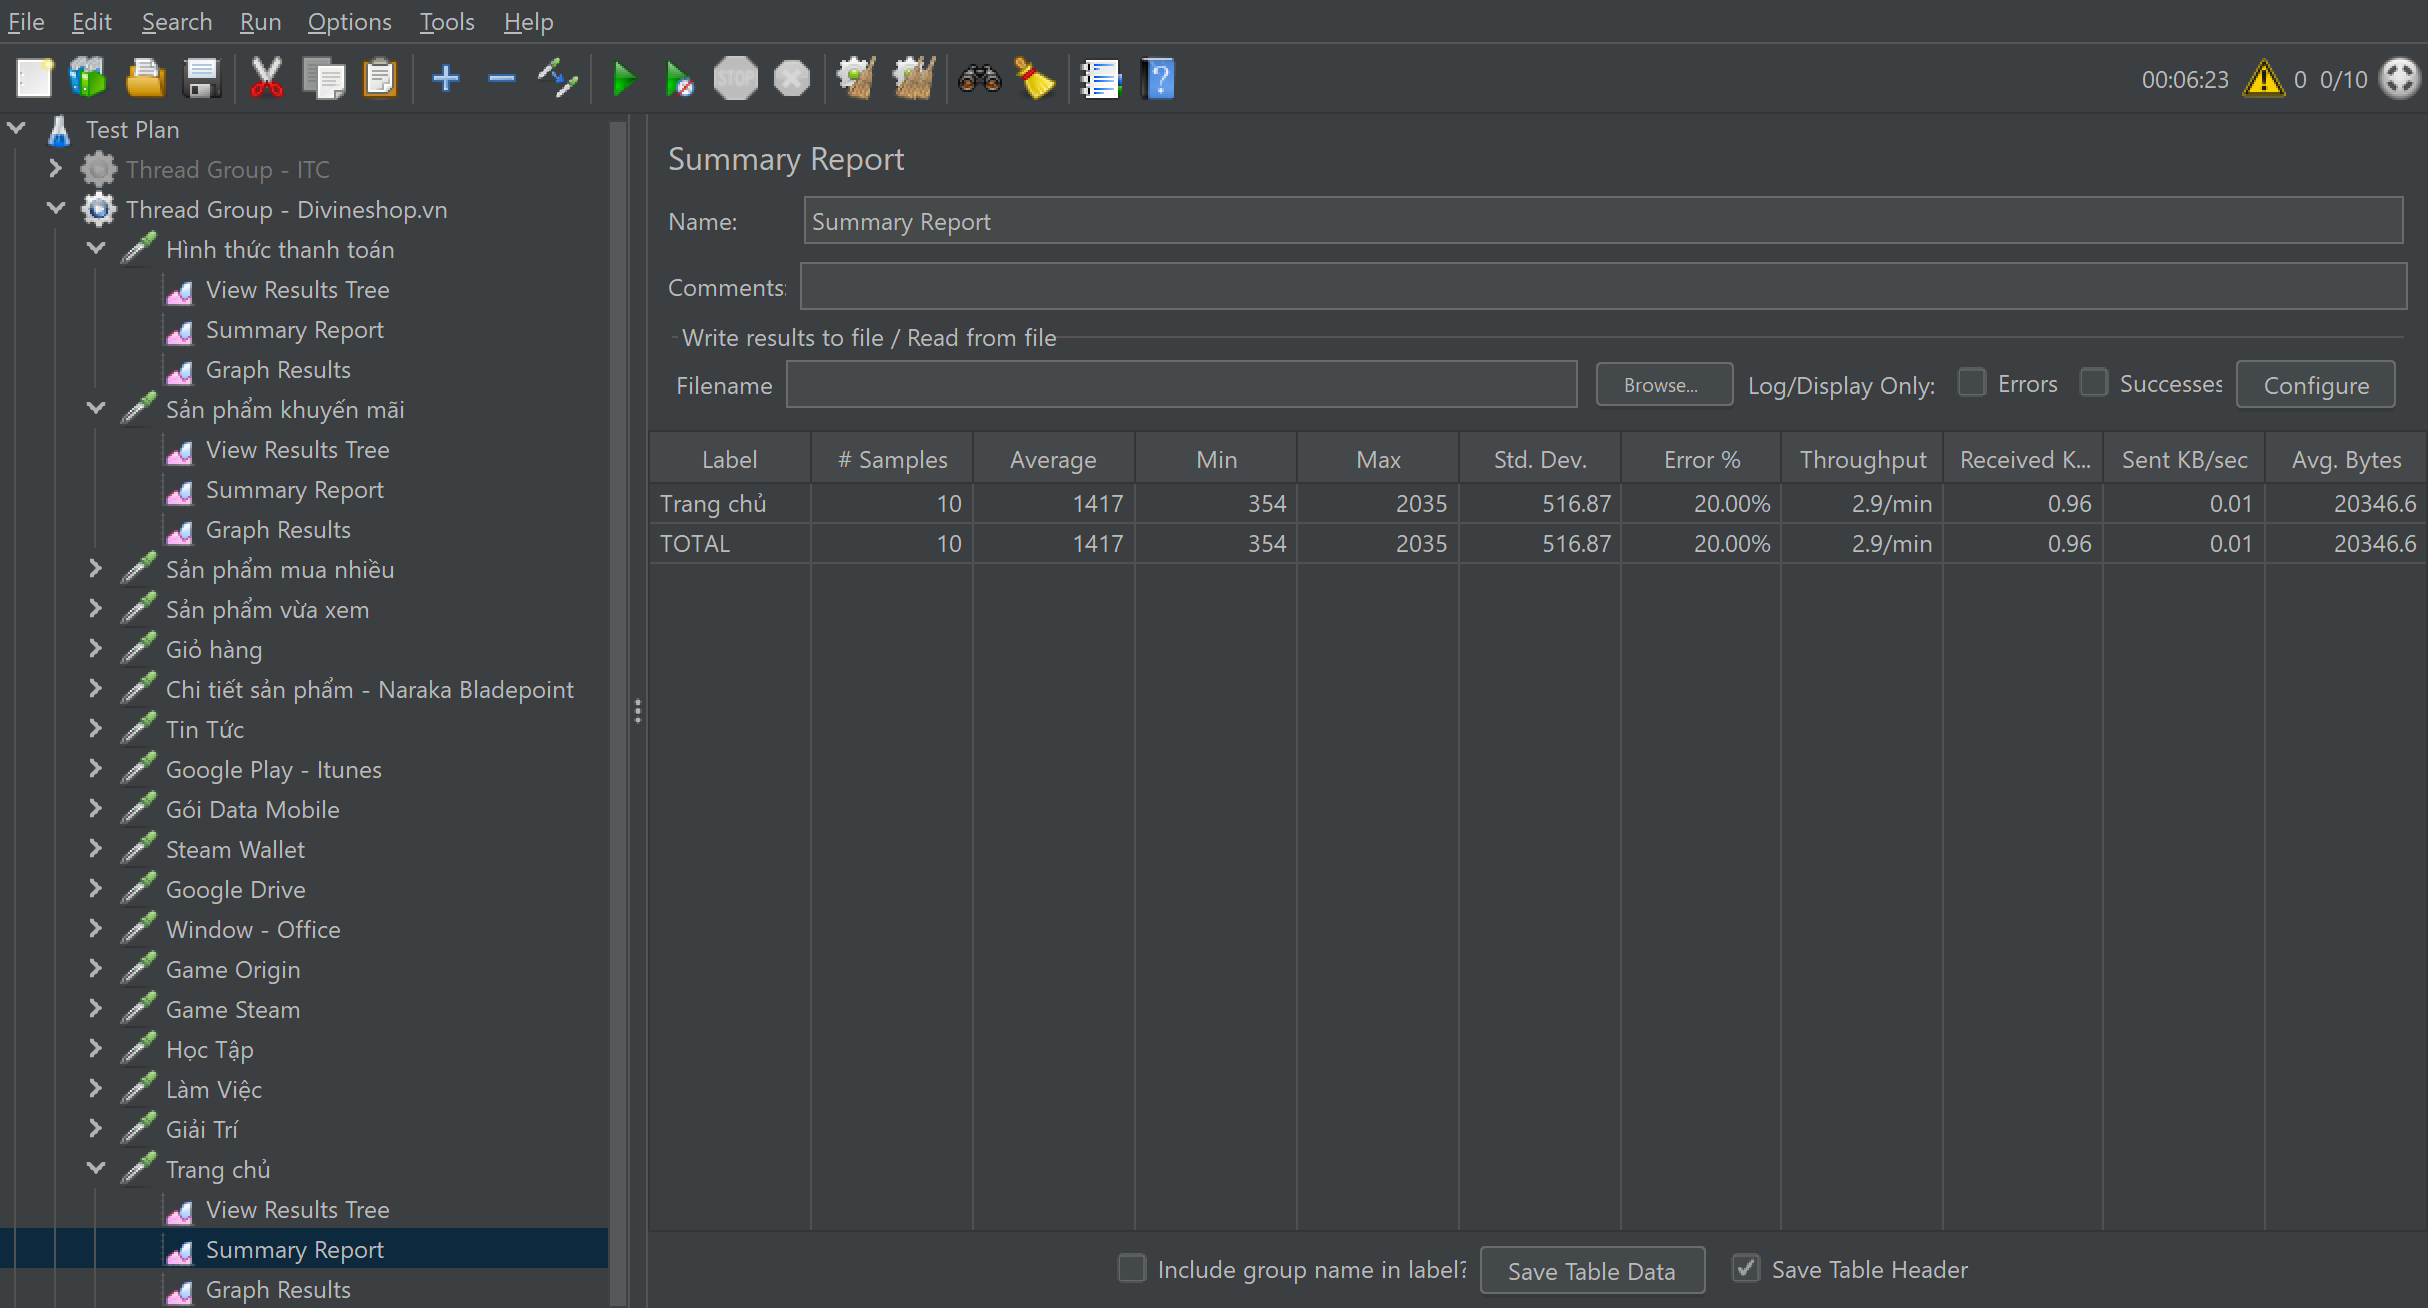 File Edit Search Run Options Tools Help
STOP
00:06:23 0 0/10
Test Plan
Thread Group - ITC
Thread Group - Divineshop.vn
Hình thức thanh toán
View Results Tree
Summary Report
Graph Results
Sản phẩm khuyến mãi
View Results Tree
Summary Report
Graph Results
Sản phẩm mua nhiều
Sản phẩm vừa xem
Giỏ hàng
Chi tiết sản phẩm - Naraka Bladepoint
Tin Tức
Google Play - Itunes
Gói Data Mobile
Steam Wallet
Google Drive
Window - Office
Game Origin
Game Steam
Học Tập
Làm Việc
Giải Trí
Trang chủ
View Results Tree
Summary Report
Graph Results
Summary Report
Name: Summary Report
Comments:
Write results to file / Read from file
Filename Browse... Log/Display Only: Errors Successes Configure
Label # Samples Average Min Max Std. Dev. Error % Throughput Received K... Sent KB/sec Avg. Bytes
Trang chủ 10 1417 354 2035 516.87 20.00% 2.9/min 0.96 0.01 20346.6
TOTAL 10 1417 354 2035 516.87 20.00% 2.9/min 0.96 0.01 20346.6
Include group name in label? Save Table Data Save Table Header